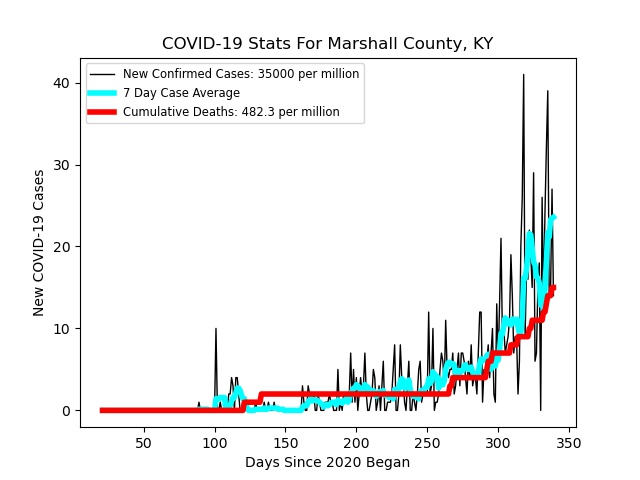 COVID-19 Stats For Marshall County, KY
New Confirmed Cases: 35000 per million
7 Day Case Average
Cumulative Deaths: 482.3 per million
New COVID-19 Cases
40
30
20
10
0
50 100 150 200 250 300 350
Days Since 2020 Began